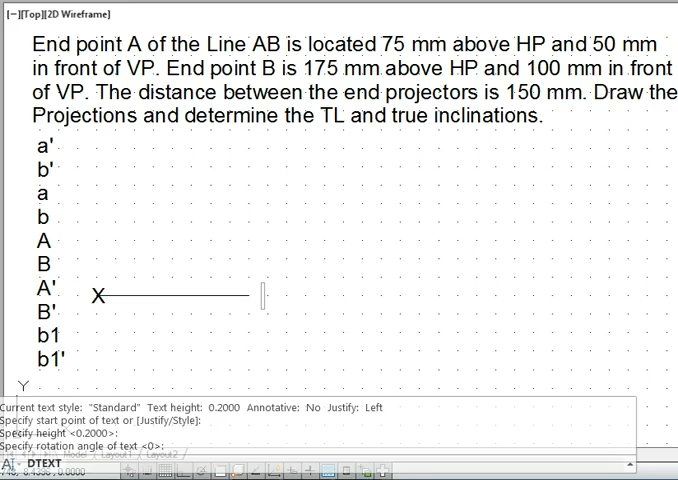 [−][Top][2D Wireframe]
End point A of the Line AB is located 75 mm above HP and 50 mm
in front of VP. End point B is 175 mm above HP and 100 mm in front
of VP. The distance between the end projectors is 150 mm. Draw the
Projections and determine the TL and true inclinations.
a'
b'
a
b
A
B
A'
B'
b1
b1'
X
Y
Current text style: "Standard" Text height: 0.2000 Annotative: No Justify: Left
Specify start point of text or [Justify/Style]:
Specify height <0.2000>:
Specify rotation angle of text <0>:
Model Layout1 Layout2
DTEXT